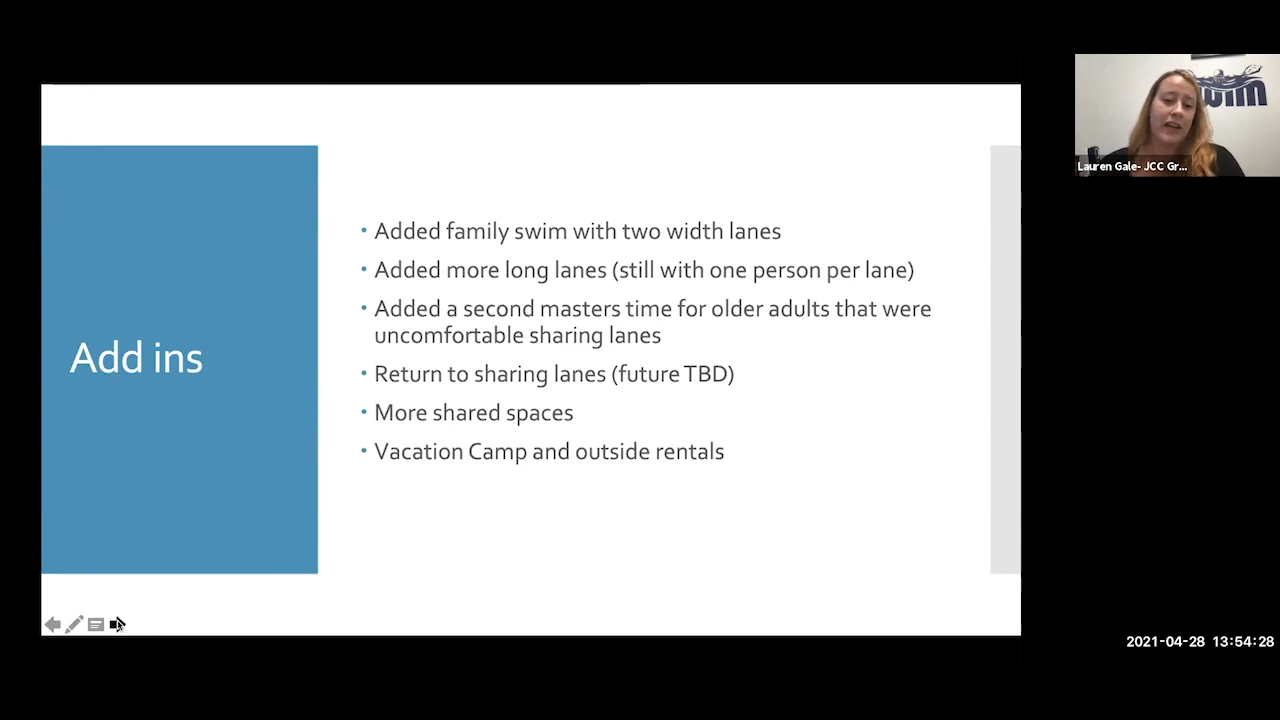 Add ins
• Added family swim with two width lanes
• Added more long lanes (still with one person per lane)
• Added a second masters time for older adults that were
uncomfortable sharing lanes
• Return to sharing lanes (future TBD)
• More shared spaces
• Vacation Camp and outside rentals
wim
Lauren Gale- JCC Gr...
2021-04-28 13:54:28